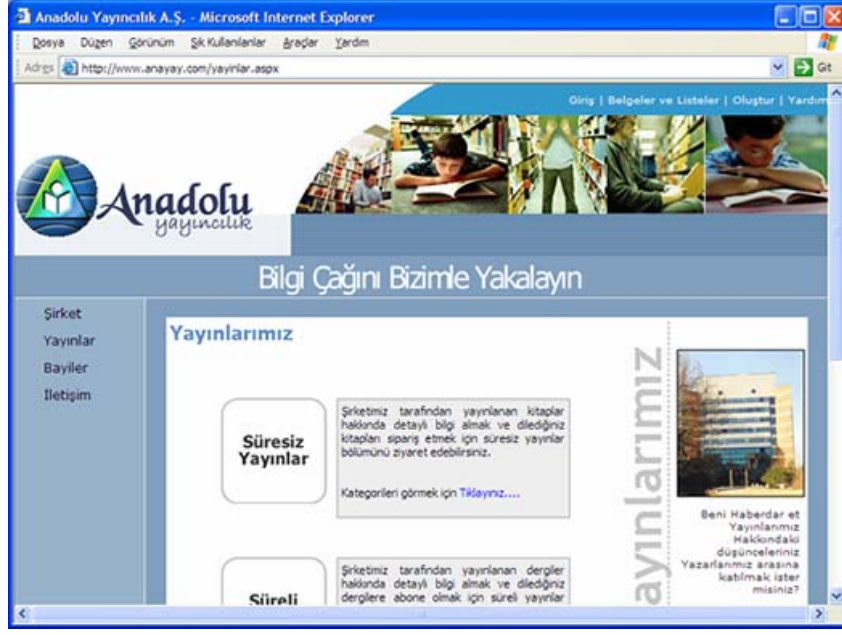 Anadolu Yayıncılık A.Ş. - Microsoft Internet Explorer
Dosya Düzen Görünüm Sık Kullanılanlar Araçlar Yardım
Adres http://www.anayay.com/yayinlar.aspx Git
Giriş | Belgeler ve Listeler | Oluştur | Yardım
Anadolu
yayıncılık
Bilgi Çağını Bizimle Yakalayın
Şirket
Yayınlar
Bayiler
İletişim
Yayınlarımız
Süresiz
Yayınlar
Şirketimiz tarafından yayınlanan kitaplar
hakkında detaylı bilgi almak ve dilediğiniz
kitapları sipariş etmek için süresiz yayınlar
bölümünü ziyaret edebilirsiniz.
Kategorileri görmek için Tıklayınız....
Süreli
Şirketimiz tarafından yayınlanan dergiler
hakkında detaylı bilgi almak ve dilediğiniz
dergilere abone olmak için süreli yayınlar
ayınlarımız
Beni Haberdar et
Yayınlarımız
Hakkındaki
düşünceleriniz
Yazarlarımız arasına
katılmak ister
misiniz?